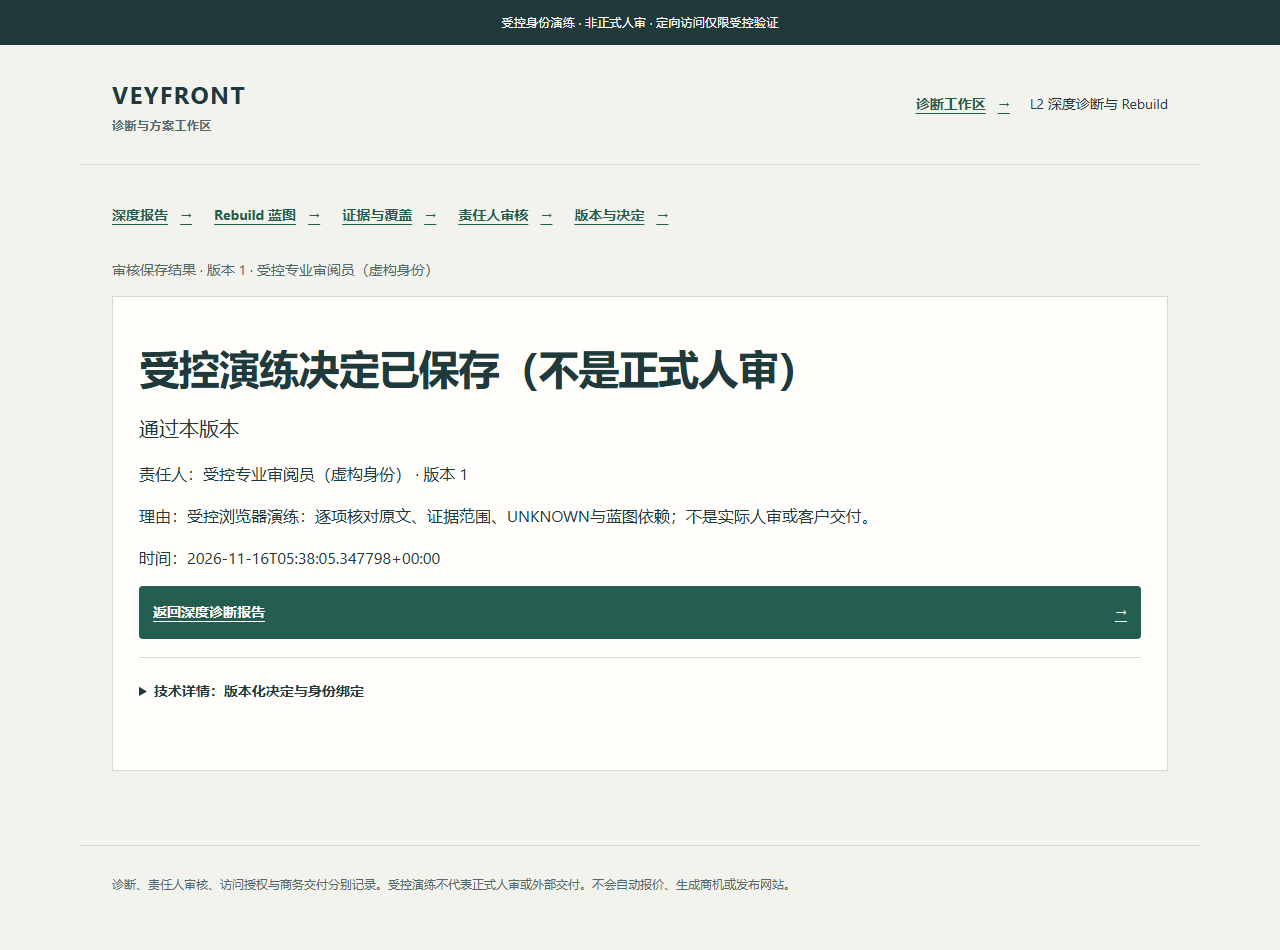 受控身份演练 · 非正式人审 · 定向访问仅限受控验证
VEYFRONT
诊断与方案工作区
诊断工作区 → L2 深度诊断与 Rebuild
深度报告 → Rebuild 蓝图 → 证据与覆盖 → 责任人审核 → 版本与决定 →
审核保存结果 · 版本 1 · 受控专业审阅员（虚构身份）
受控演练决定已保存（不是正式人审）
通过本版本
责任人：受控专业审阅员（虚构身份） · 版本 1
理由：受控浏览器演练：逐项核对原文、证据范围、UNKNOWN与蓝图依赖；不是实际人审或客户交付。
时间：2026-11-16T05:38:05.347798+00:00
返回深度诊断报告 →
▶ 技术详情：版本化决定与身份绑定
诊断、责任人审核、访问授权与商务交付分别记录。受控演练不代表正式人审或外部交付。不会自动报价、生成商机或发布网站。